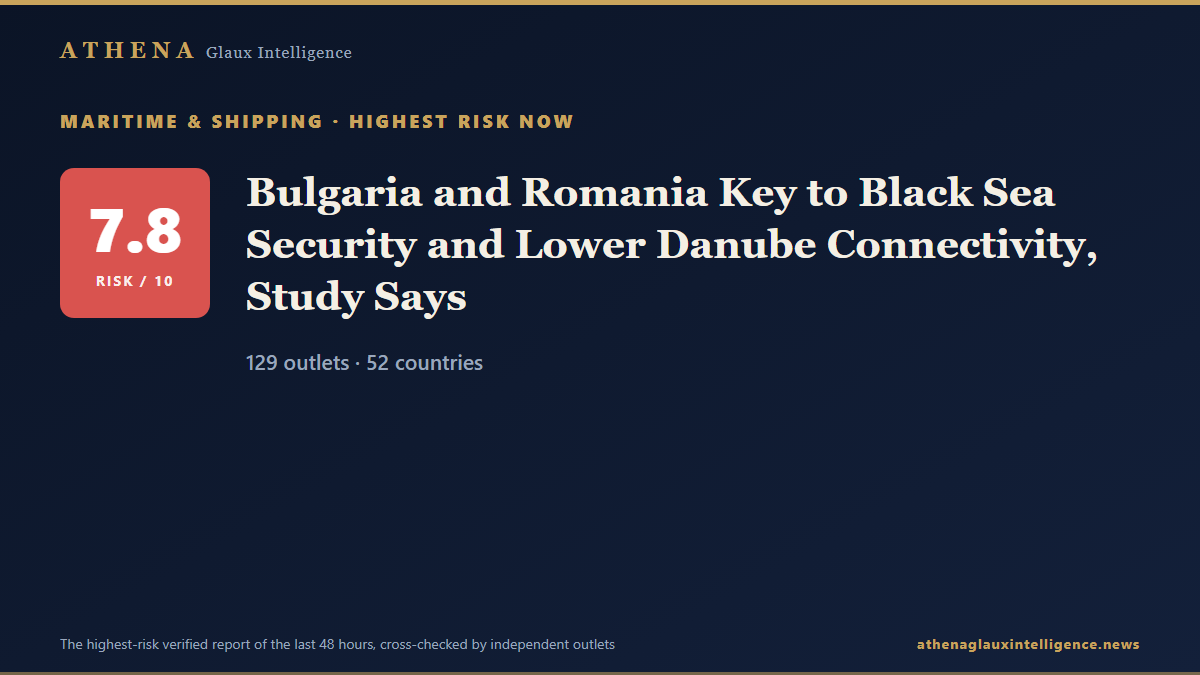 ATHENA Glaux Intelligence
MARITIME & SHIPPING · HIGHEST RISK NOW
7.8
RISK / 10
Bulgaria and Romania Key to Black Sea
Security and Lower Danube Connectivity,
Study Says
129 outlets · 52 countries
The highest-risk verified report of the last 48 hours, cross-checked by independent outlets
athenaglauxintelligence.news